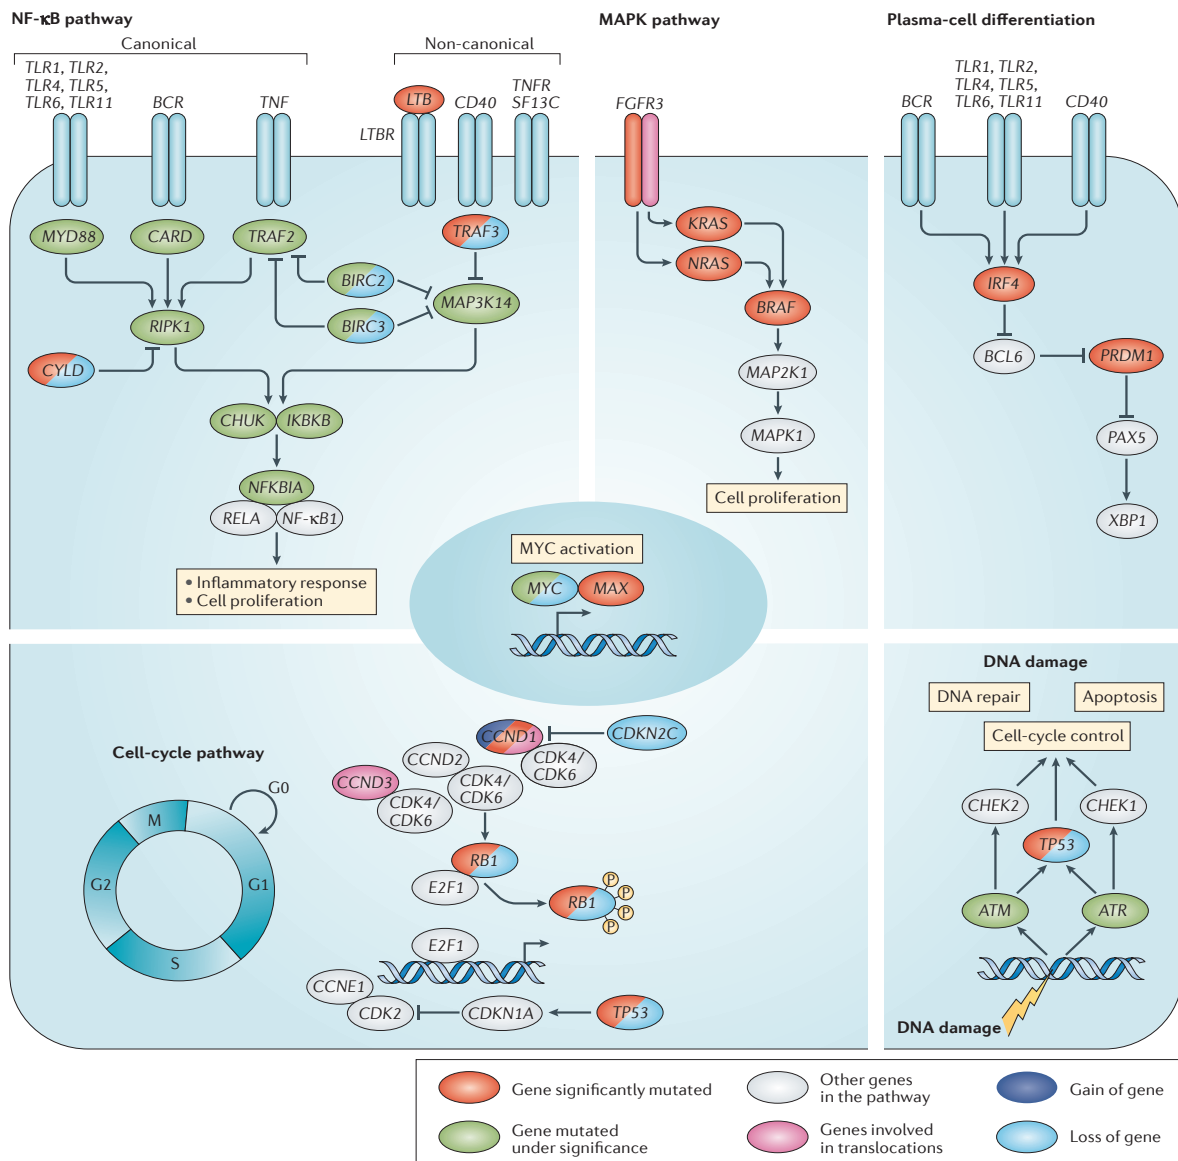 NF-κB pathway
MAPK pathway
Plasma-cell differentiation
Canonical
Non-canonical
TLR1, TLR2,
TLR4, TLR5,
TLR6, TLR11
BCR
TNF
LTB
LTBR
CD40
TNFR
SF13C
MYD88
CARD
TRAF2
TRAF3
BIRC2
BIRC3
MAP3K14
RIPK1
CYLD
CHUK
IKBKB
NFKBIA
RELA
NF-κB1
• Inflammatory response
• Cell proliferation
FGFR3
KRAS
NRAS
BRAF
MAP2K1
MAPK1
Cell proliferation
BCR
TLR1, TLR2,
TLR4, TLR5,
TLR6, TLR11
CD40
IRF4
BCL6
PRDM1
PAX5
XBP1
MYC activation
MYC
MAX
Cell-cycle pathway
G0
M
G2
G1
S
CCND1
CDKN2C
CCND2
CDK4/
CDK6
CCND3
CDK4/
CDK6
CDK4/
CDK6
RB1
E2F1
RB1
P
P
P
P
E2F1
CCNE1
CDK2
CDKN1A
TP53
DNA damage
DNA repair
Apoptosis
Cell-cycle control
CHEK2
CHEK1
TP53
ATM
ATR
DNA damage
Gene significantly mutated
Gene mutated
under significance
Other genes
in the pathway
Genes involved
in translocations
Gain of gene
Loss of gene